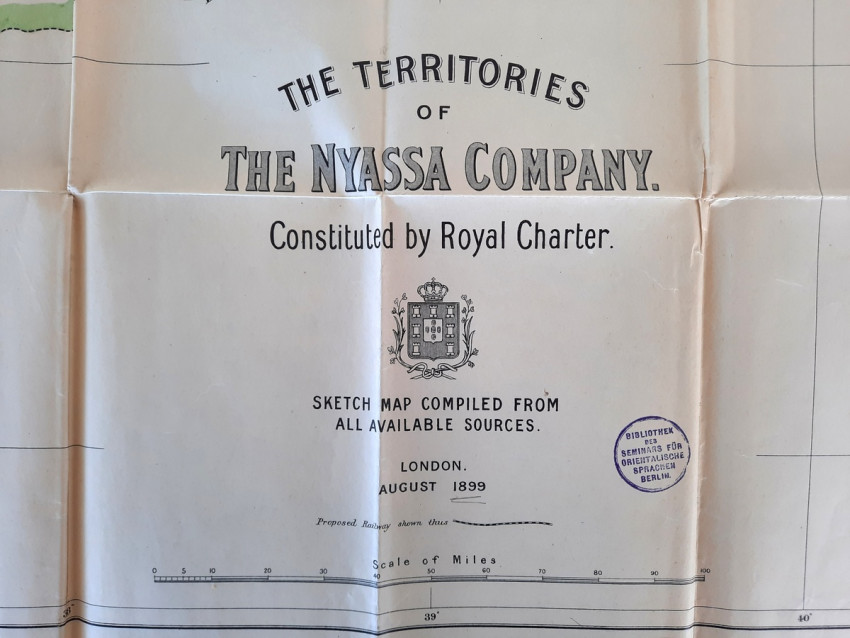 THE TERRITORIES
OF
THE NYASSA COMPANY.
Constituted by Royal Charter.
SKETCH MAP COMPILED FROM
ALL AVAILABLE SOURCES.
LONDON.
AUGUST 1899
BIBLIOTHEK
DES
SEMINARS FÜR
ORIENTALISCHE
SPRACHEN
BERLIN.
Proposed Railway shown thus
Scale of Miles
0 5 10 20 30 40 50 60 70 80 90 100
38° 39° 40°